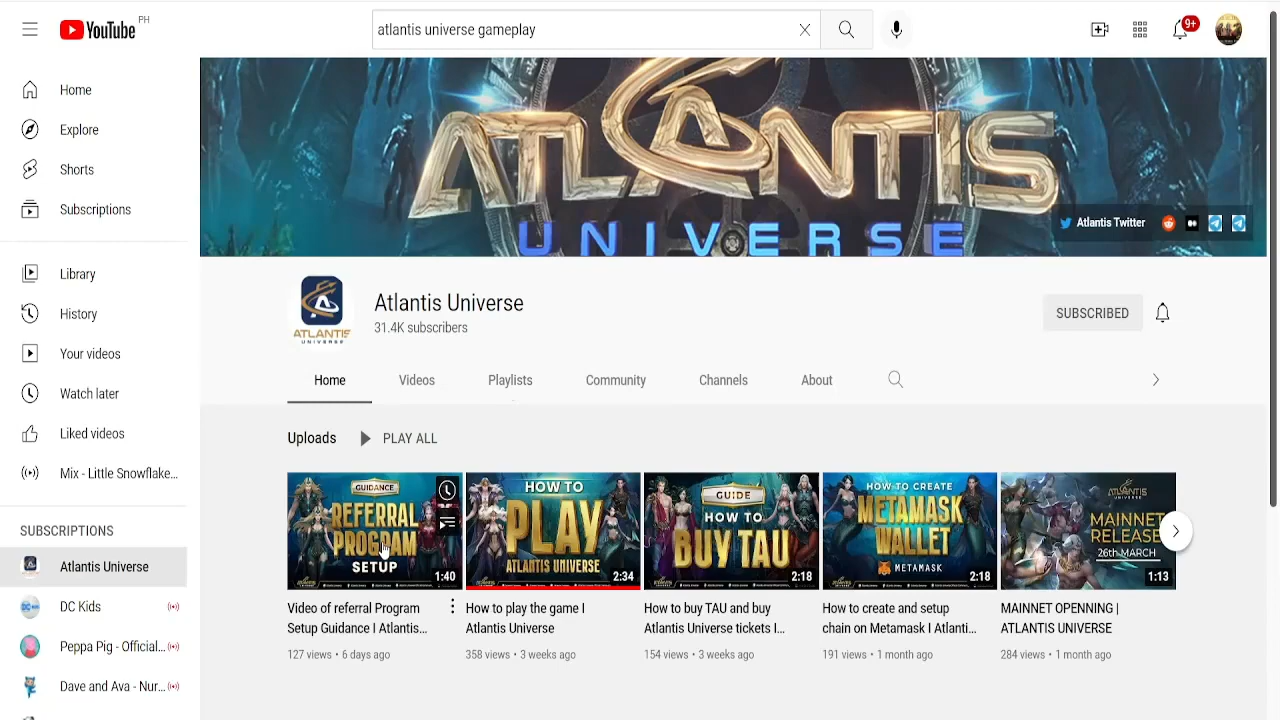 YouTube PH
atlantis universe gameplay
9+
Home
Explore
Shorts
Subscriptions
Library
History
Your videos
Watch later
Liked videos
Mix - Little Snowflake...
SUBSCRIPTIONS
Atlantis Universe
DC Kids
Peppa Pig - Official...
Dave and Ava - Nur...
ATLANTIS
UNIVERSE
Atlantis Twitter
ATLANTIS
UNIVERSE
Atlantis Universe
31.4K subscribers
SUBSCRIBED
Home
Videos
Playlists
Community
Channels
About
Uploads
PLAY ALL
GUIDANCE
REFERRAL
PROGRAM
SETUP
1:40
Video of referral Program
Setup Guidance I Atlantis...
127 views • 6 days ago
HOW TO
PLAY
ATLANTIS UNIVERSE
2:34
How to play the game I
Atlantis Universe
358 views • 3 weeks ago
GUIDE
HOW TO
BUY TAU
2:18
How to buy TAU and buy
Atlantis Universe tickets I...
154 views • 3 weeks ago
HOW TO CREATE
METAMASK
WALLET
METAMASK
2:18
How to create and setup
chain on Metamask I Atlanti...
191 views • 1 month ago
ATLANTIS
UNIVERSE
MAINNET
RELEASE
26th MARCH
1:13
MAINNET OPENNING |
ATLANTIS UNIVERSE
284 views • 1 month ago